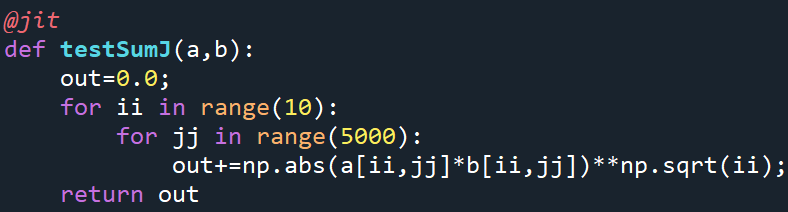 @jit
def testSumJ(a,b):
    out=0.0;
    for ii in range(10):
        for jj in range(5000):
            out+=np.abs(a[ii,jj]*b[ii,jj])**np.sqrt(ii);
    return out